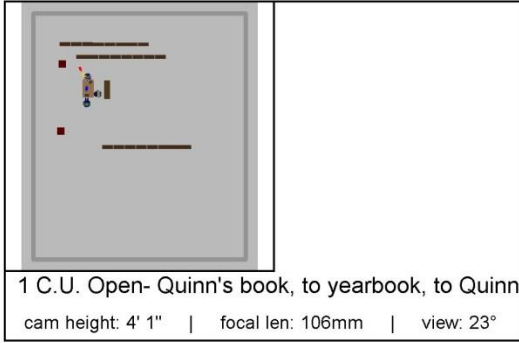 1 C.U. Open- Quinn's book, to yearbook, to Quinn
cam height: 4' 1" | focal len: 106mm | view: 23°